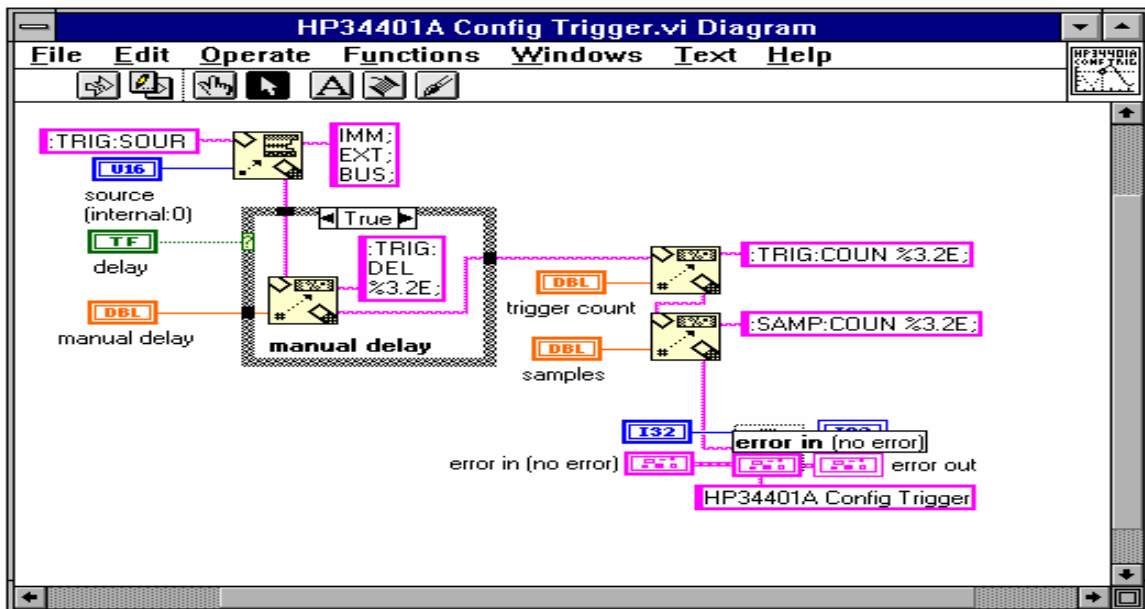 HP34401A Config Trigger.vi Diagram
File Edit Operate Functions Windows Text Help
HP34401A
CONF TRIG
A
:TRIG:SOUR
IMM;
EXT;
BUS;
U16
source
(internal:0)
True
TF
delay
:TRIG:
DEL
%3.2E;
DBL
manual delay
manual delay
:TRIG:COUN %3.2E;
DBL
trigger count
:SAMP:COUN %3.2E;
DBL
samples
I32
error in (no error)
error in (no error)
error out
HP34401A Config Trigger